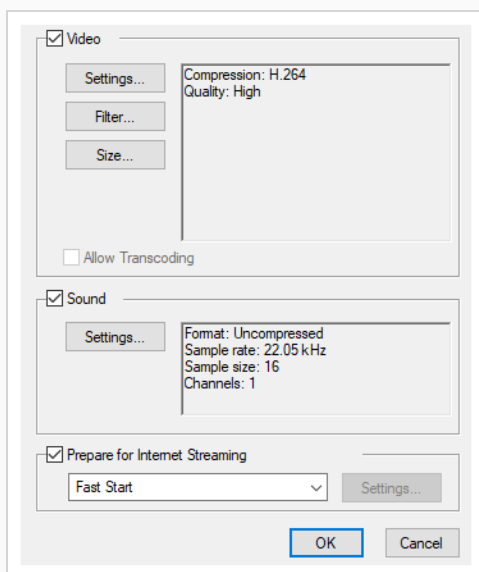 Video
Settings...
Compression: H.264
Quality: High
Filter...
Size...
Allow Transcoding
Sound
Settings...
Format: Uncompressed
Sample rate: 22.05 kHz
Sample size: 16
Channels: 1
Prepare for Internet Streaming
Fast Start
Settings...
OK
Cancel